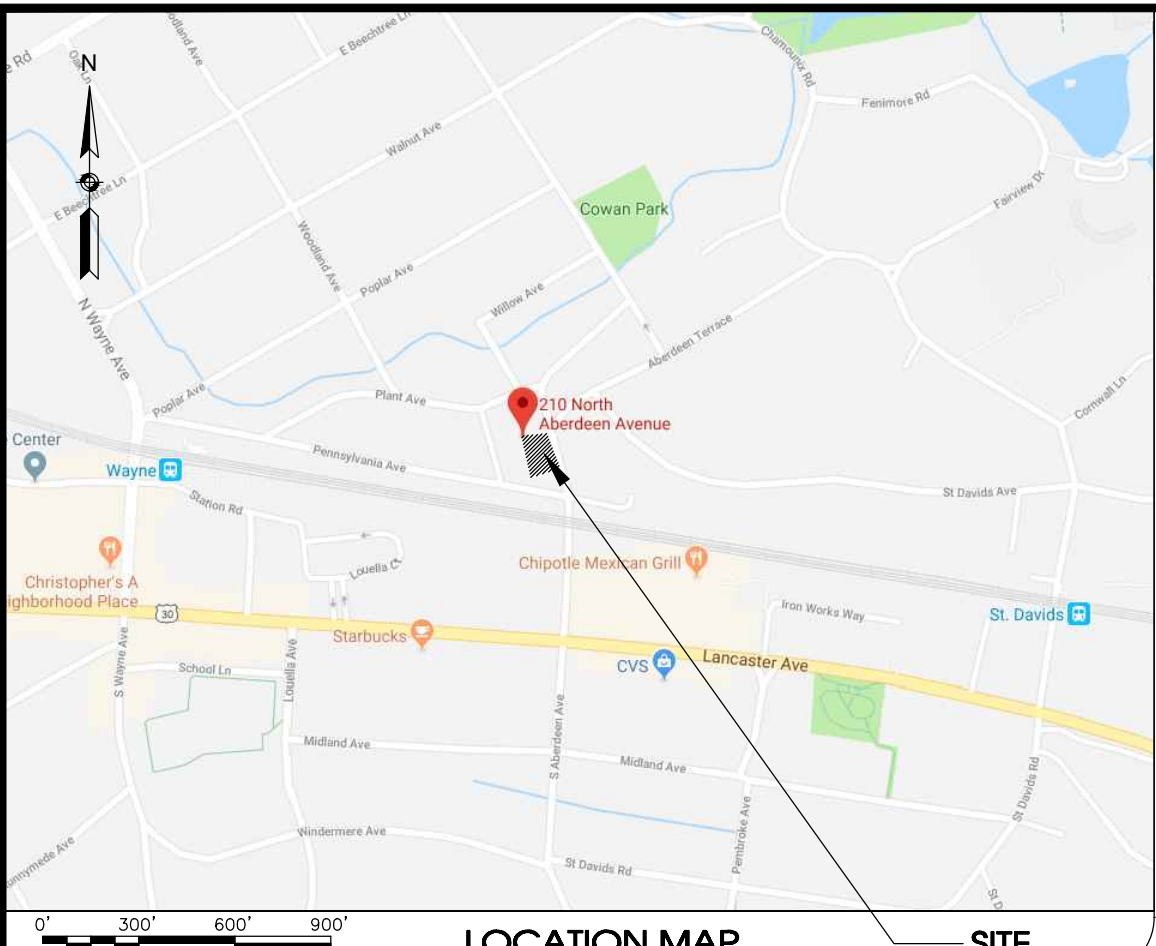 E Beechtree Ln
Chamounix Rd
Oak Ln
N
Fenimore Rd
Walnut Ave
E Beechtree Ln
Fairview Dr
Cowan Park
Woodland Ave
Poplar Ave
Willow Ave
N Wayne Ave
Aberdeen Terrace
Poplar Ave
Plant Ave
Cornwall Ln
210 North
Aberdeen Avenue
Center
Pennsylvania Ave
Wayne
St Davids Ave
Station Rd
Christopher's A
Louella C
Chipotle Mexican Grill
30
Iron Works Way
St. Davids
Starbucks
CVS
Lancaster Ave
S Wayne Ave
School Ln
Louella Ave
S Aberdeen Ave
Midland Ave
Midland Ave
St Davids Rd
Pembroke Ave
Windermere Ave
St Davids Rd
0' 300' 600' 900'
LOCATION MAP
SITE